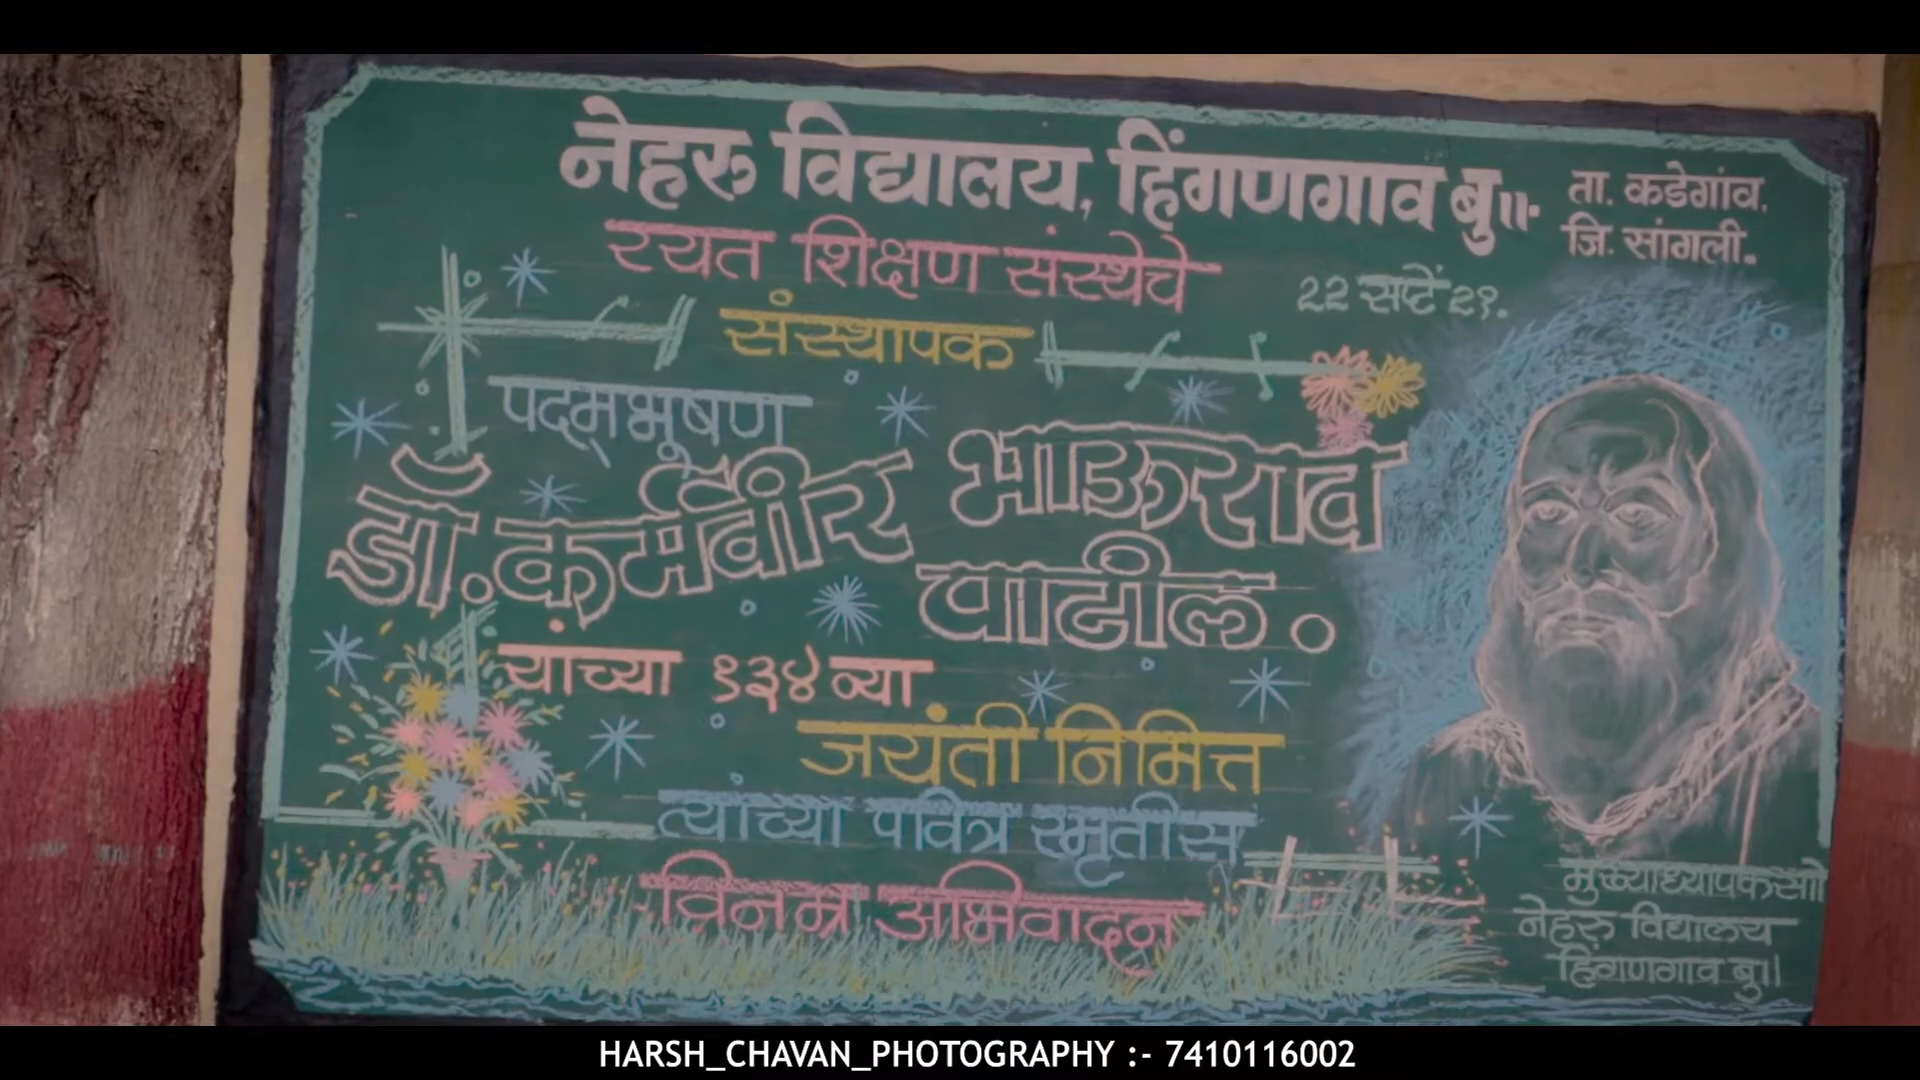 नेहरु विद्यालय, हिंगणगाव बु॥.
ता. कडेगांव,
जि. सांगली.
रयत शिक्षण संस्थेचे
२२ सप्टें २१.
संस्थापक
पद्मभूषण
डॉ. कर्मवीर भाऊराव
पाटील.
यांच्या १३४ व्या
जयंती निमित्त
त्यांच्या पवित्र स्मृतीस
विनम्र अभिवादन
मुख्याध्यापकसो
नेहरु विद्यालय
हिंगणगाव बु॥
HARSH_CHAVAN_PHOTOGRAPHY :- 7410116002